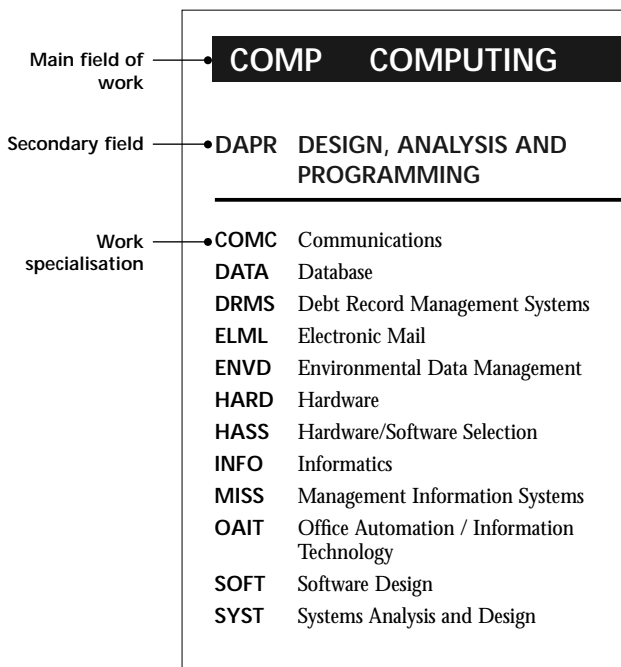 Main field of work
COMP COMPUTING
Secondary field
DAPR DESIGN, ANALYSIS AND
PROGRAMMING
Work specialisation
COMC Communications
DATA Database
DRMS Debt Record Management Systems
ELML Electronic Mail
ENVD Environmental Data Management
HARD Hardware
HASS Hardware/Software Selection
INFO Informatics
MISS Management Information Systems
OAIT Office Automation / Information
Technology
SOFT Software Design
SYST Systems Analysis and Design